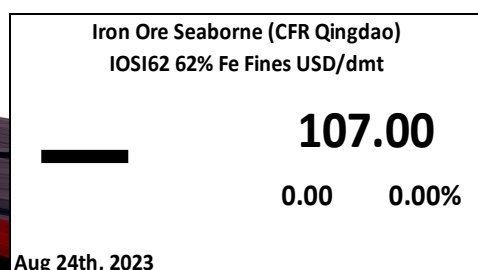 Iron Ore Seaborne (CFR Qingdao)
IOSI62 62% Fe Fines USD/dmt
107.00
0.00 0.00%
Aug 24th, 2023